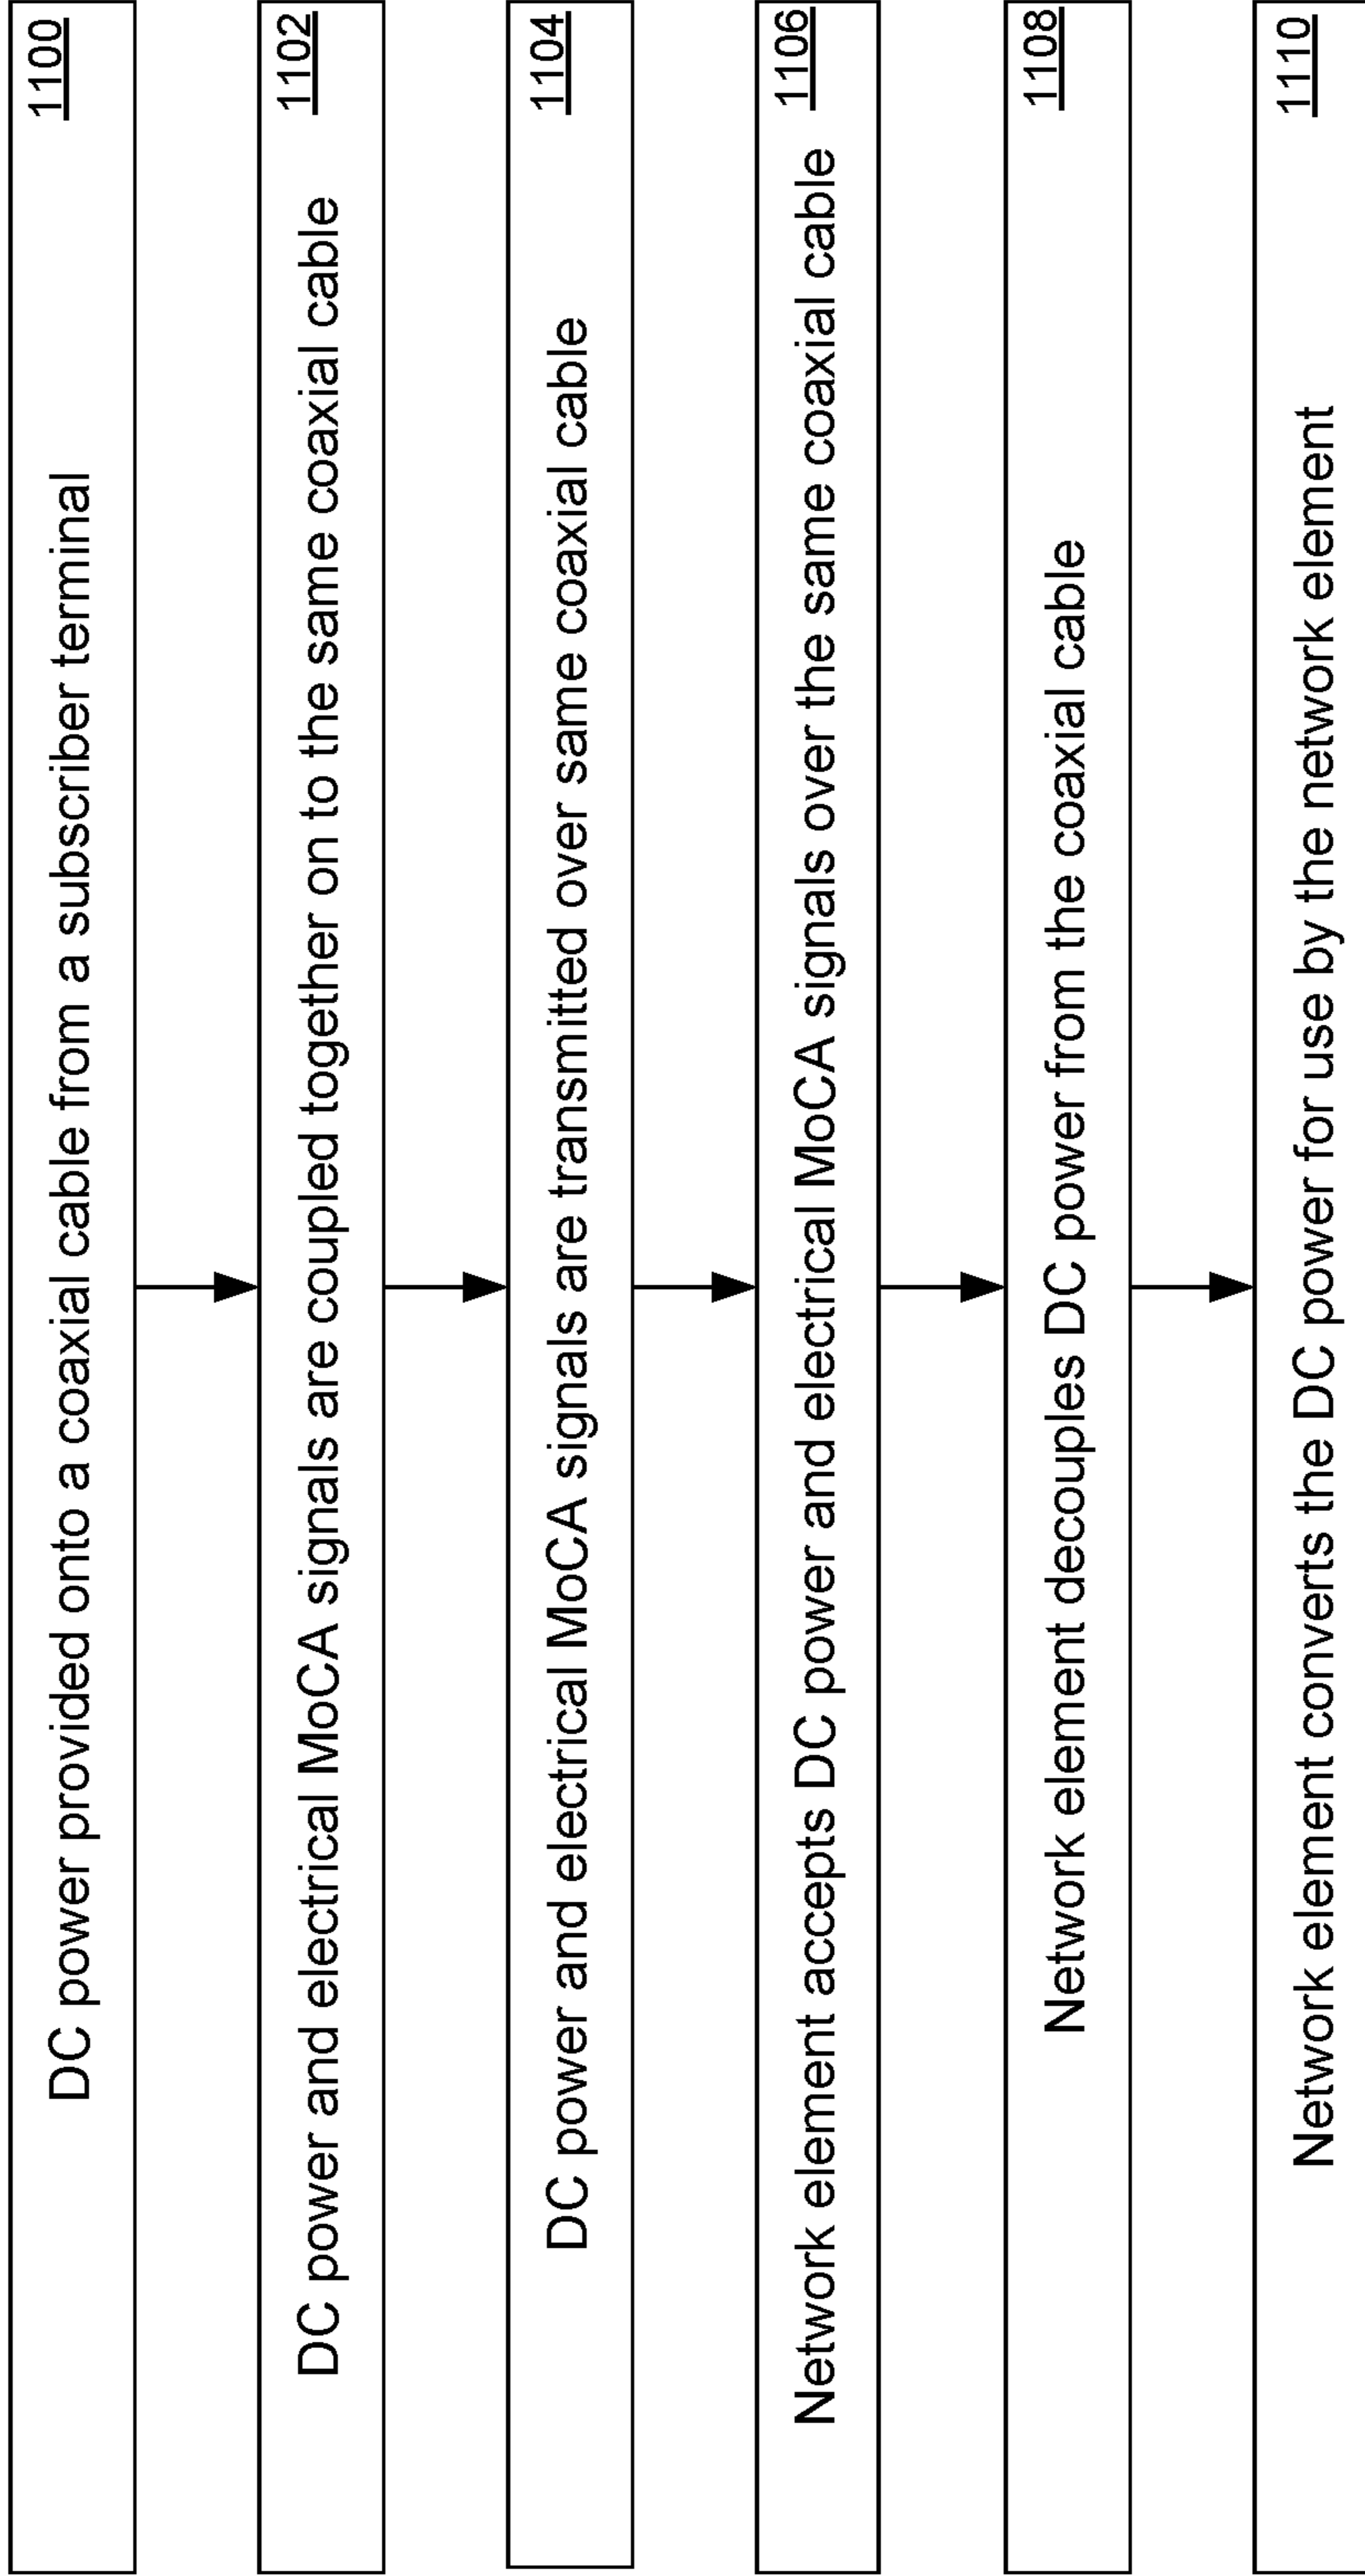 1100
DC power provided onto a coaxial cable from a subscriber terminal
1102
DC power and electrical MoCA signals are coupled together on to the same coaxial cable
1104
DC power and electrical MoCA signals are transmitted over same coaxial cable
1106
Network element accepts DC power and electrical MoCA signals over the same coaxial cable
1108
Network element decouples DC power from the coaxial cable
1110
Network element converts the DC power for use by the network element